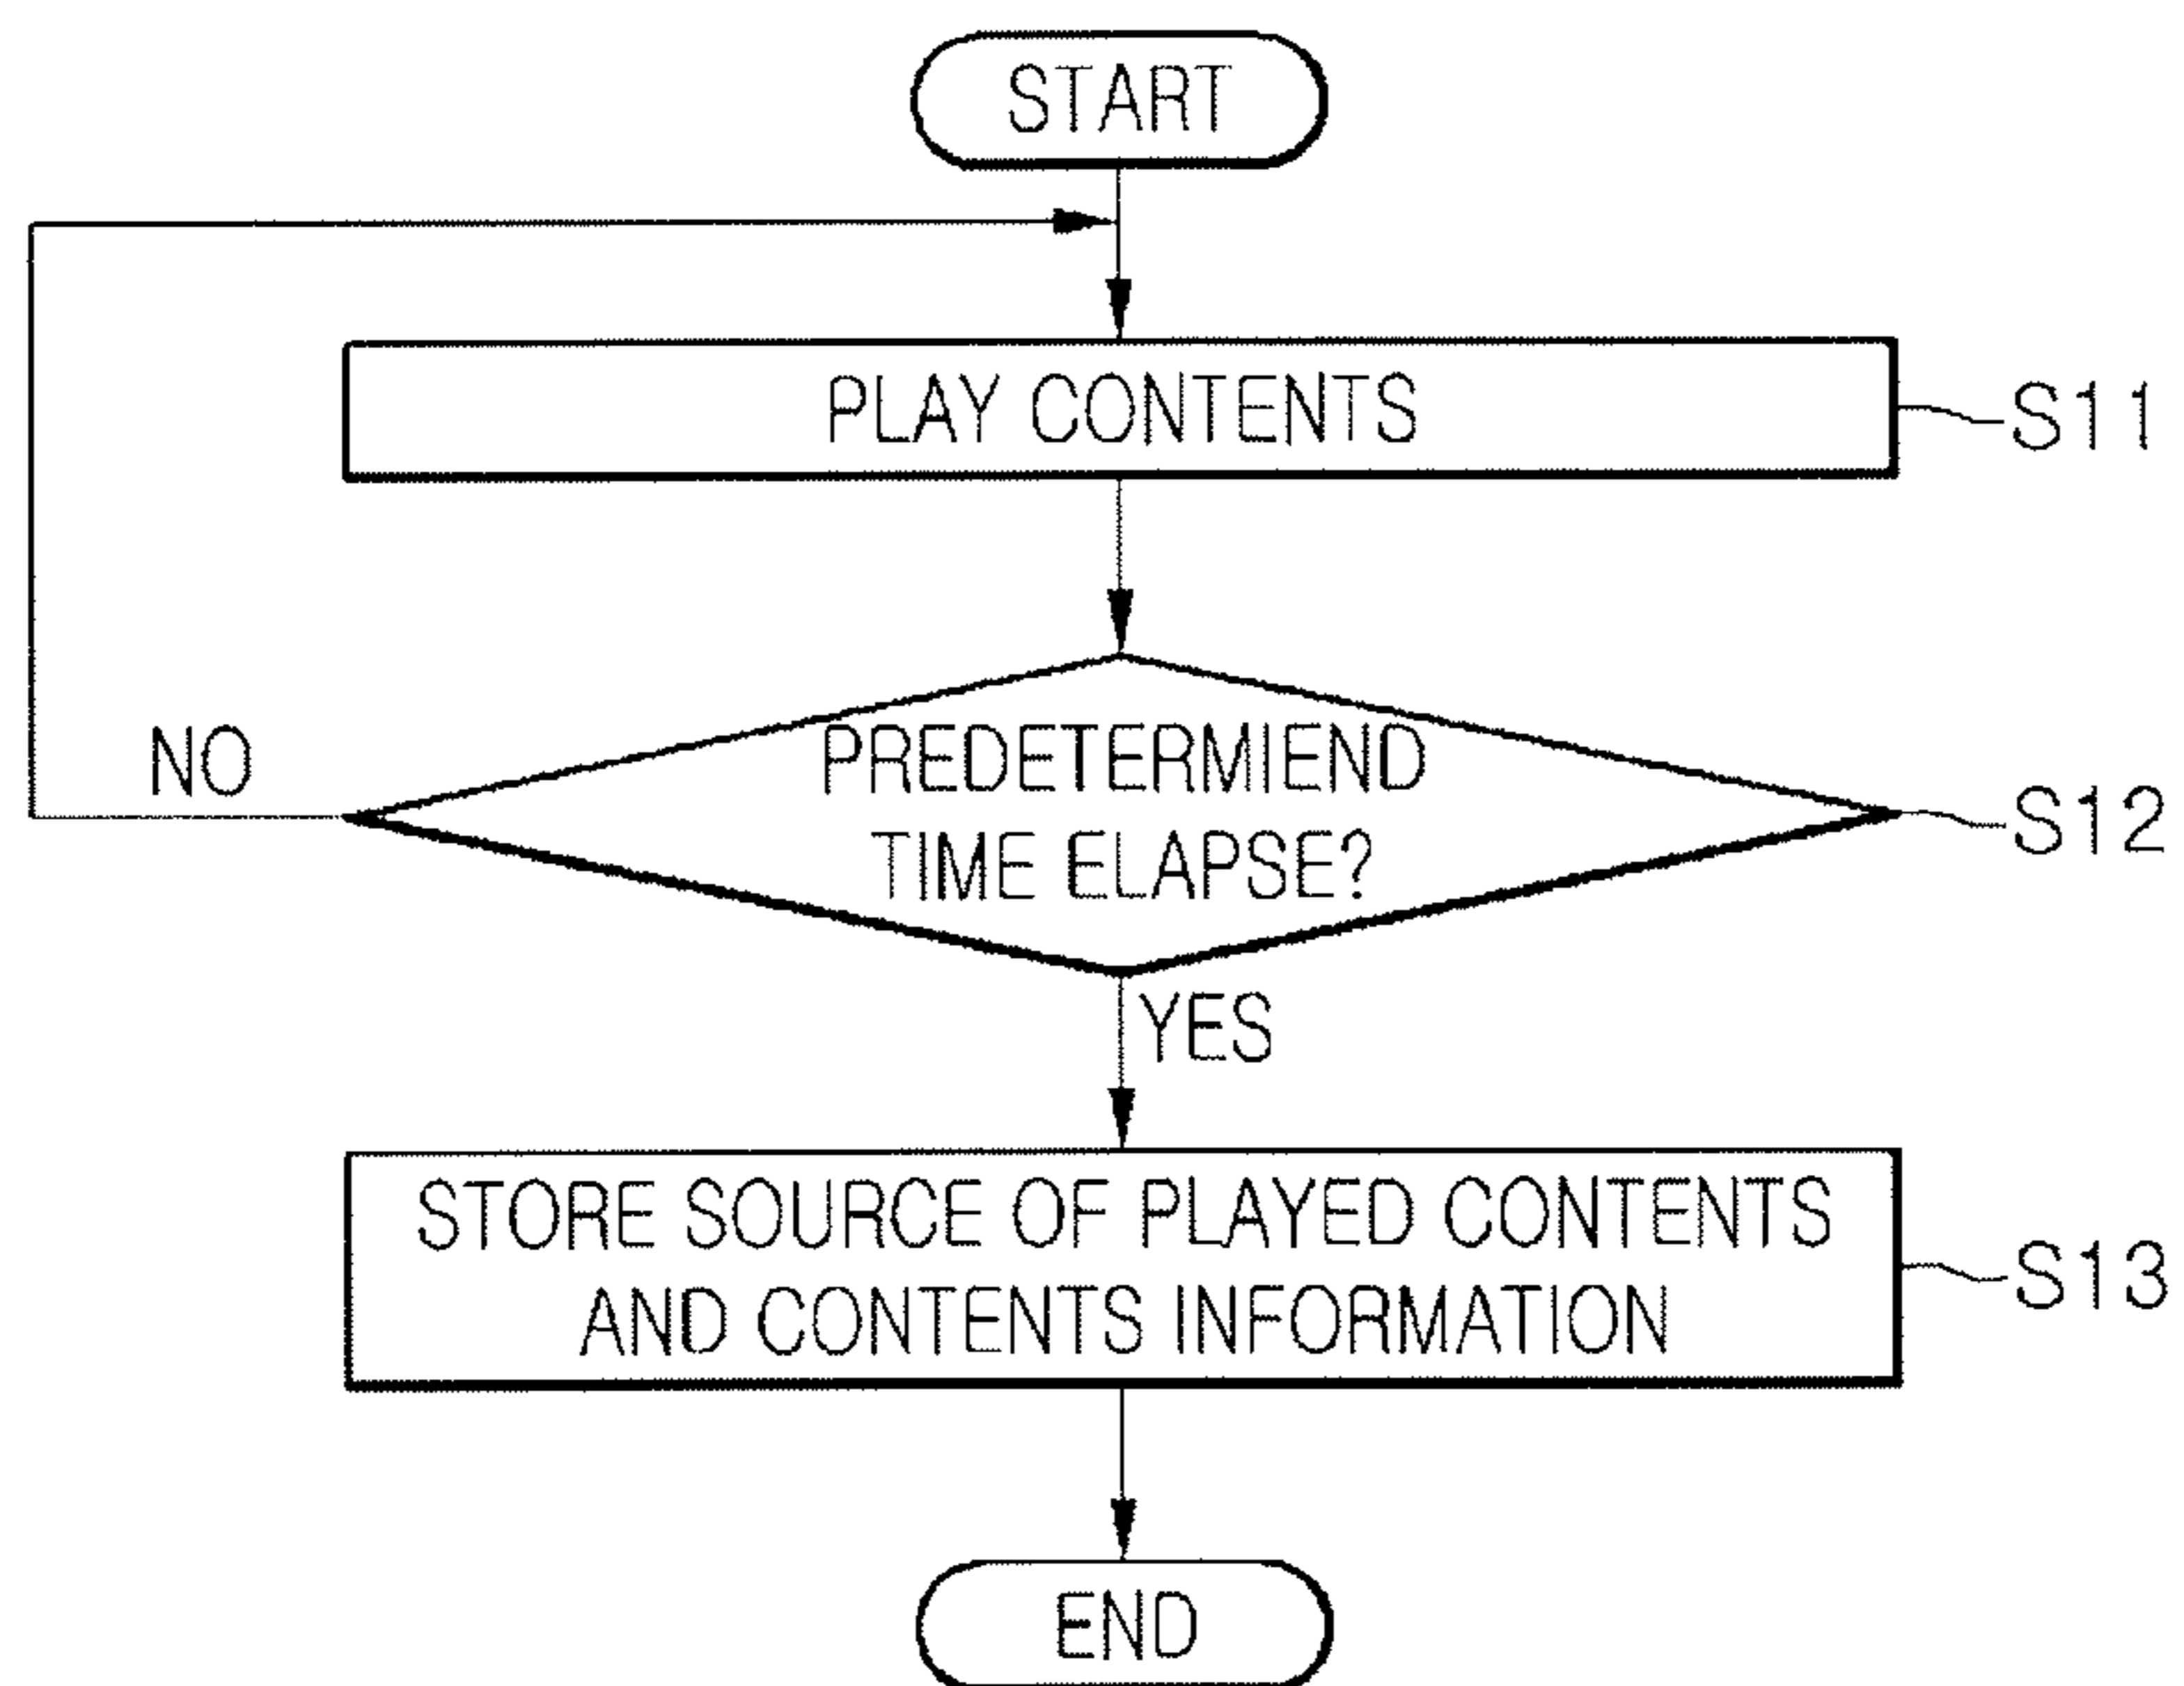 START
PLAY CONTENTS
S11
NO
PREDETERMIEND
TIME ELAPSE?
S12
YES
STORE SOURCE OF PLAYED CONTENTS
AND CONTENTS INFORMATION
S13
END